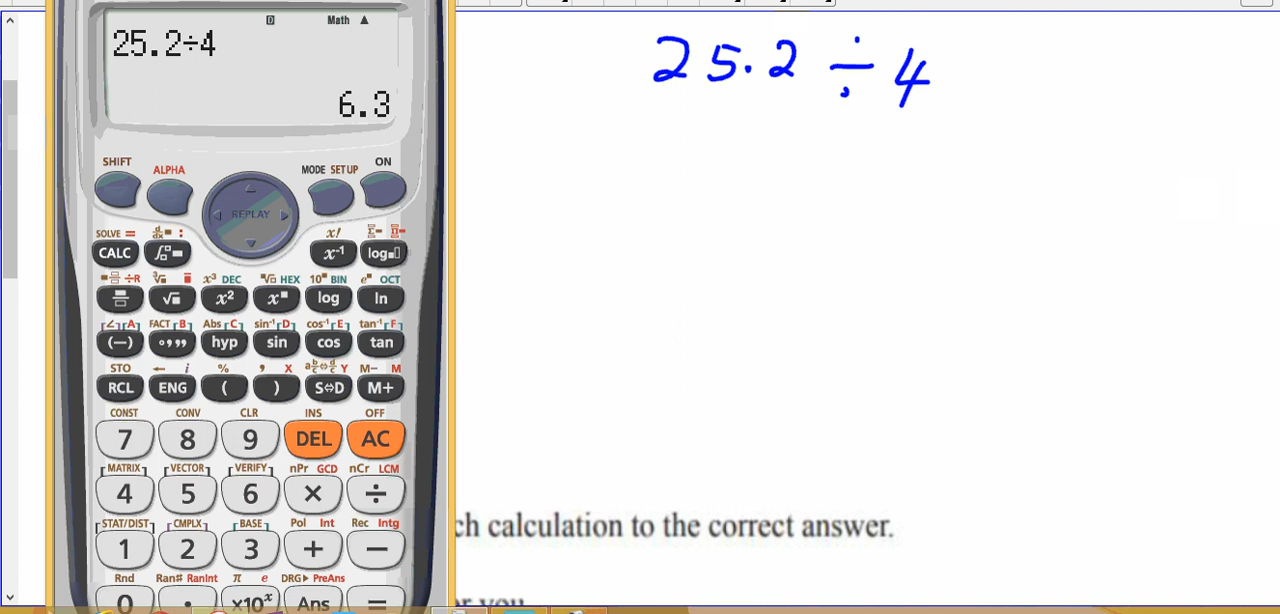 D Math ▲
25.2÷4
6.3
25.2 ÷ 4
SHIFT ALPHA MODE SETUP ON
REPLAY
SOLVE = d/dx : x! Σ Π
CALC x⁻¹ log
÷R ³√ x³ DEC √ HEX 10 BIN e OCT
√ x² x log ln
∠ A FACT B Abs C sin⁻¹ D cos⁻¹ E tan⁻¹ F
(−) °,,, hyp sin cos tan
STO ← i % , X a b/c⇔d/c Y M− M
RCL ENG ( ) S⇔D M+
CONST CONV CLR INS OFF
7 8 9 DEL AC
MATRIX VECTOR VERIFY nPr GCD nCr LCM
4 5 6 × ÷
ch calculation to the correct answer.
STAT/DIST CMPLX BASE Pol Int Rec Intg
1 2 3 + −
Rnd Ran# RanInt π e DRG▶ PreAns
0 . ×10ˣ Ans =